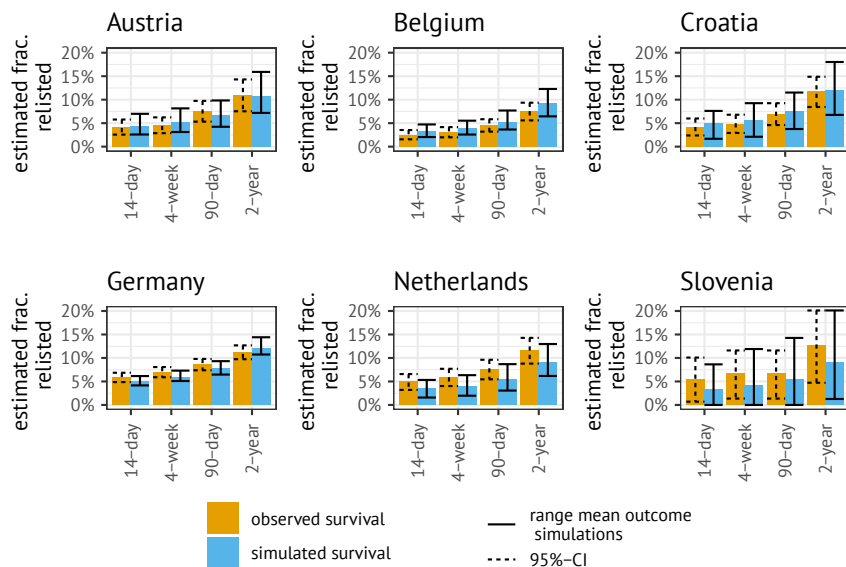 Austria
Belgium
Croatia
estimated frac.
relisted
20%
15%
10%
5%
0%
14−day
4−week
90−day
2−year
estimated frac.
relisted
20%
15%
10%
5%
0%
14−day
4−week
90−day
2−year
estimated frac.
relisted
20%
15%
10%
5%
0%
14−day
4−week
90−day
2−year
Germany
Netherlands
Slovenia
estimated frac.
relisted
20%
15%
10%
5%
0%
14−day
4−week
90−day
2−year
estimated frac.
relisted
20%
15%
10%
5%
0%
14−day
4−week
90−day
2−year
estimated frac.
relisted
20%
15%
10%
5%
0%
14−day
4−week
90−day
2−year
observed survival
simulated survival
range mean outcome
simulations
95%−CI